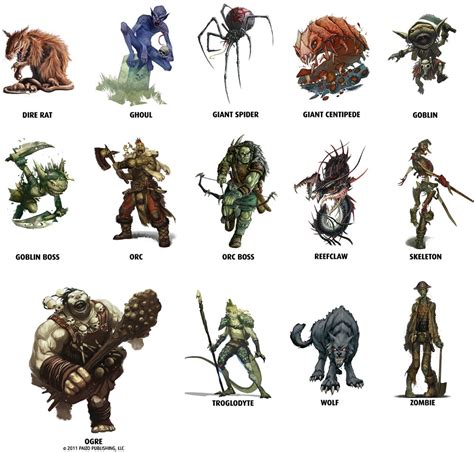 DIRE RAT
GHOUL
GIANT SPIDER
GIANT CENTIPEDE
GOBLIN
GOBLIN BOSS
ORC
ORC BOSS
REEFCLAW
SKELETON
OGRE
© 2011 PAIZO PUBLISHING, LLC
TROGLODYTE
WOLF
ZOMBIE